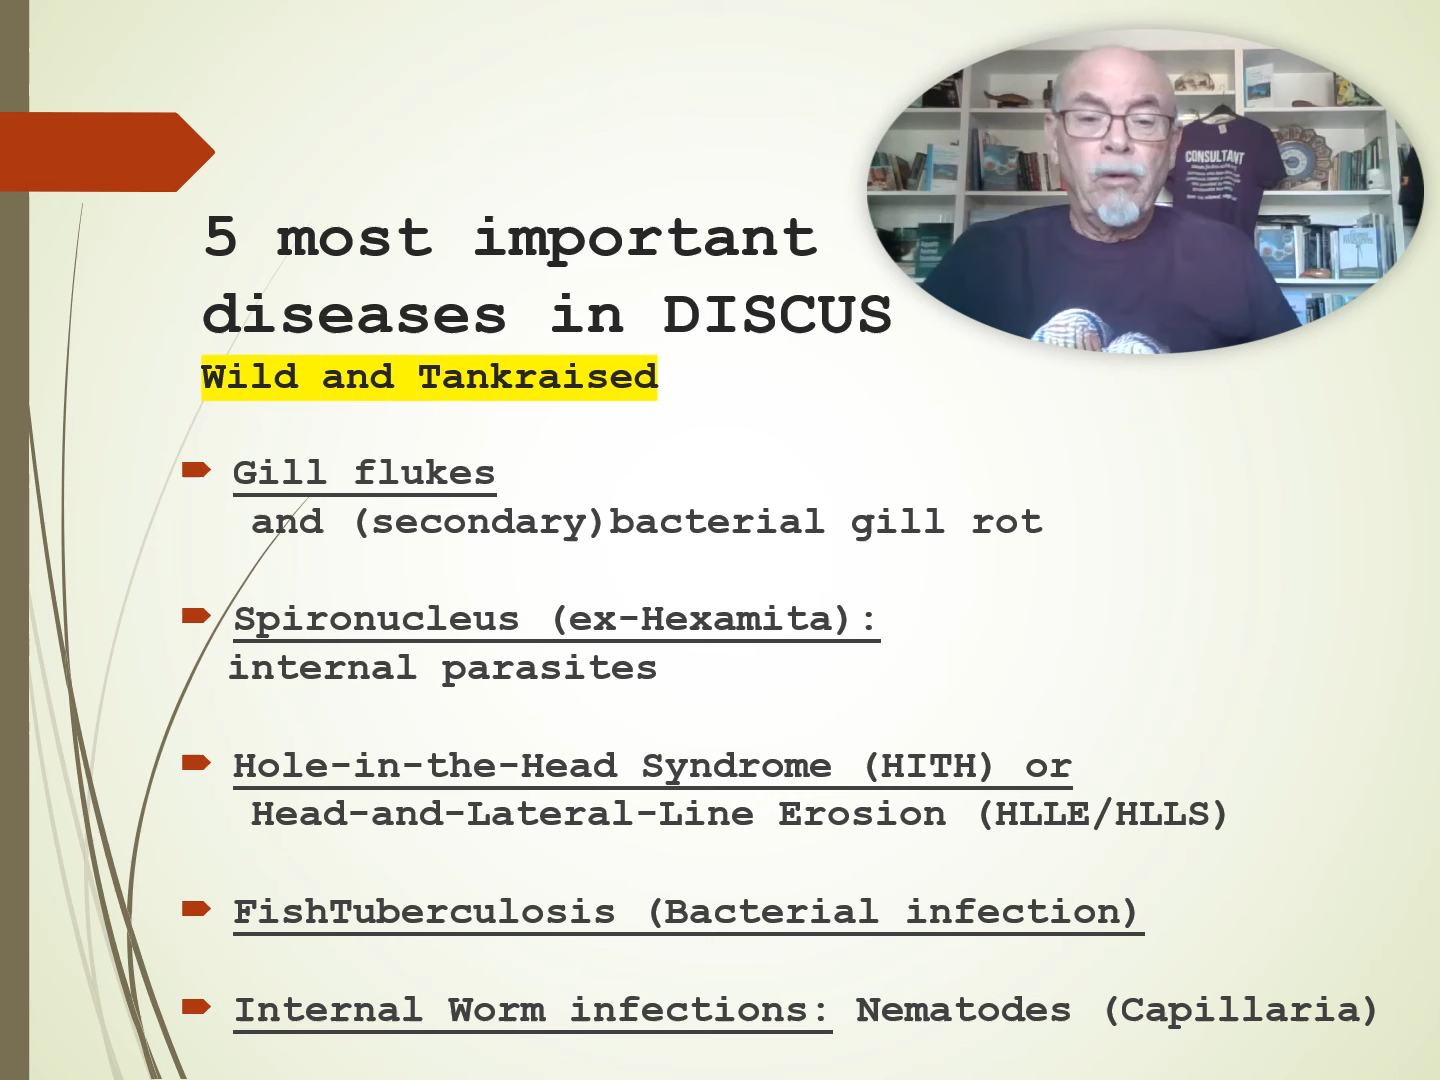 5 most important
diseases in DISCUS
Wild and Tankraised
Gill flukes
and (secondary)bacterial gill rot
Spironucleus (ex-Hexamita):
internal parasites
Hole-in-the-Head Syndrome (HITH) or
Head-and-Lateral-Line Erosion (HLLE/HLLS)
FishTuberculosis (Bacterial infection)
Internal Worm infections: Nematodes (Capillaria)
CONSULTANT